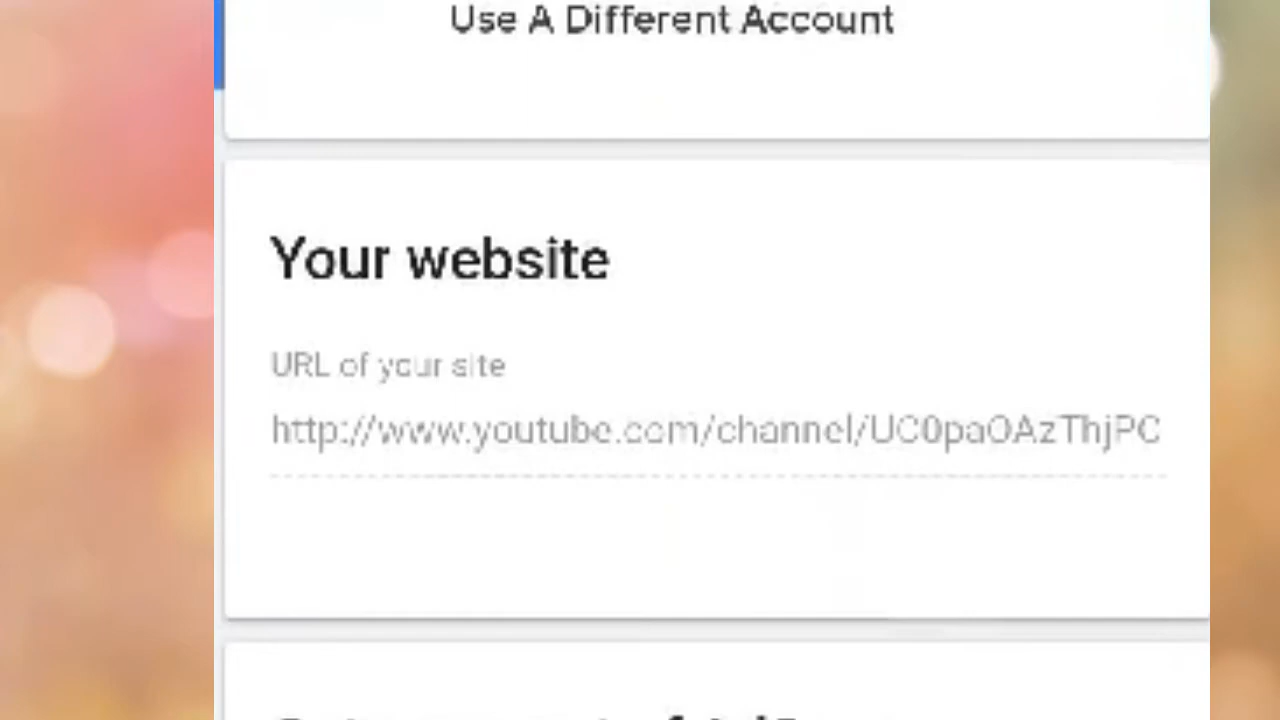 Use A Different Account
Your website
URL of your site
http://www.youtube.com/channel/UC0paOAzThjPC